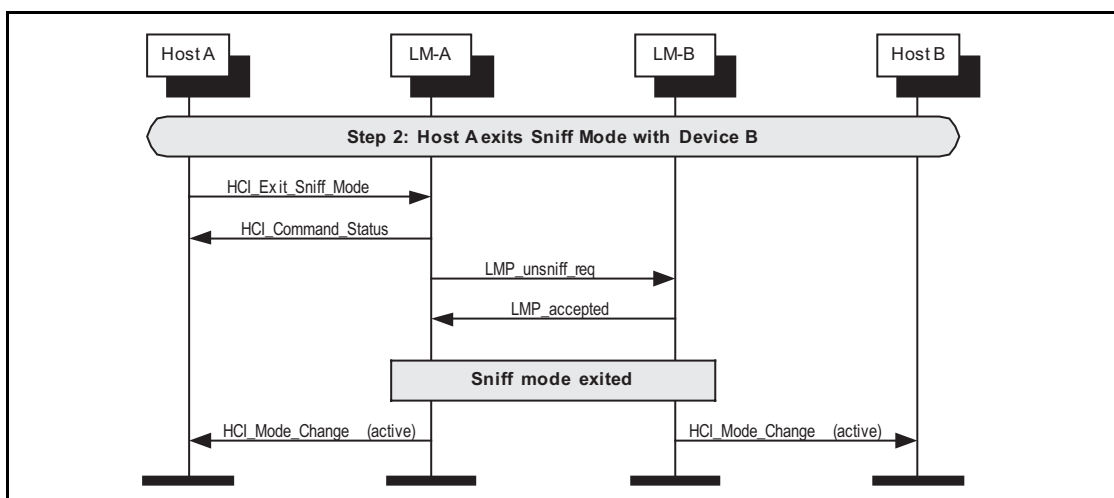 Host A LM-A LM-B Host B
Step 2: Host A exits Sniff Mode with Device B
HCI_Exit_Sniff_Mode
HCI_Command_Status
LMP_unsniff_req
LMP_accepted
Sniff mode exited
HCI_Mode_Change (active) HCI_Mode_Change (active)